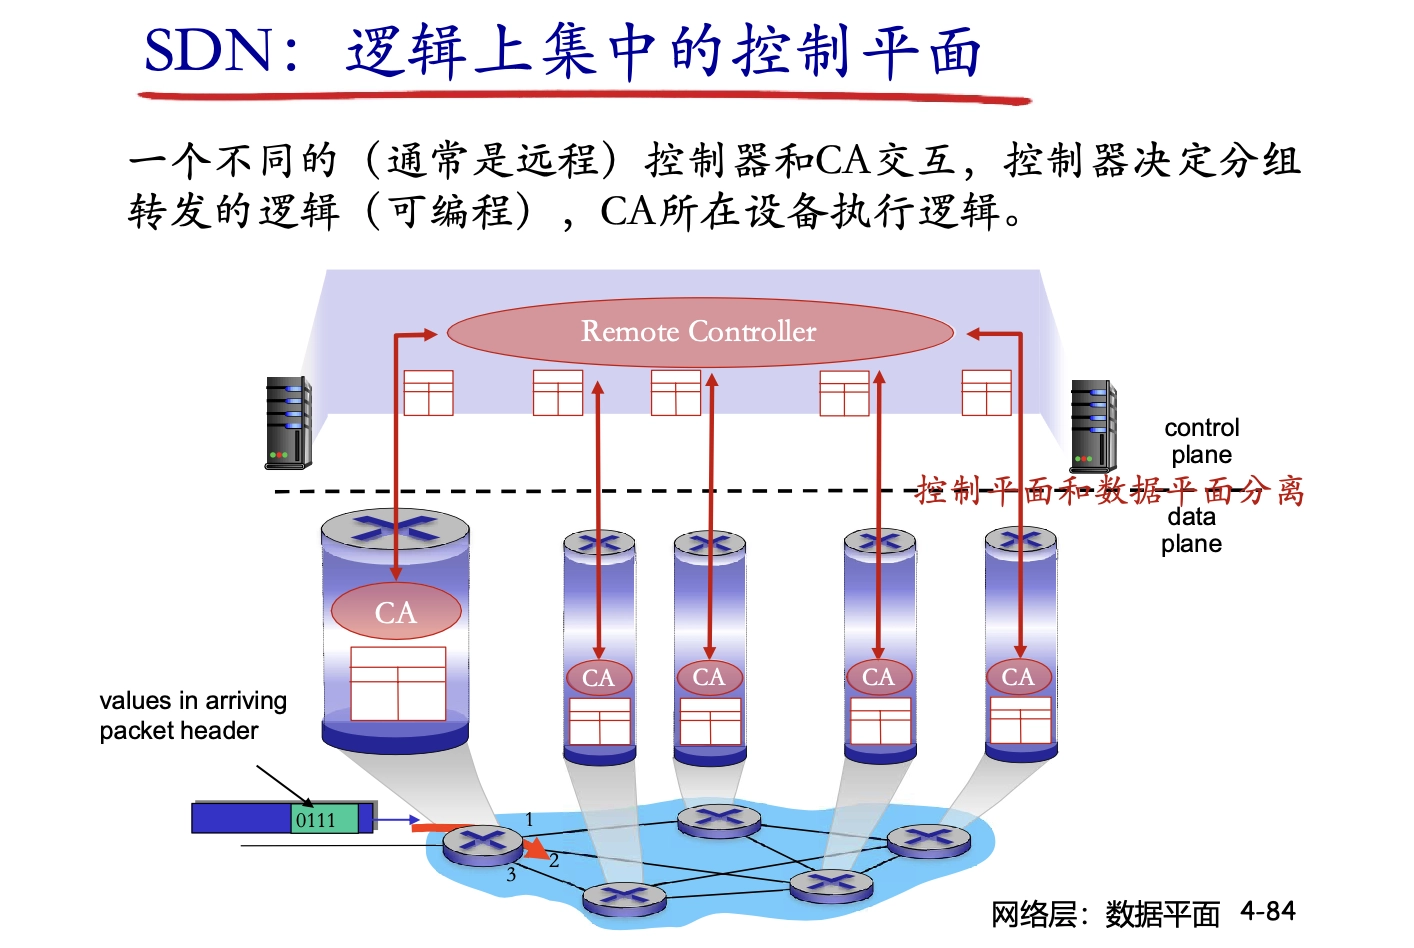 SDN：逻辑上集中的控制平面
一个不同的（通常是远程）控制器和CA交互，控制器决定分组
转发的逻辑（可编程），CA所在设备执行逻辑。
Remote Controller
control
plane
控制平面和数据平面分离
data
plane
CA
CA
CA
CA
CA
values in arriving
packet header
0111
1
2
3
网络层：数据平面 4-84